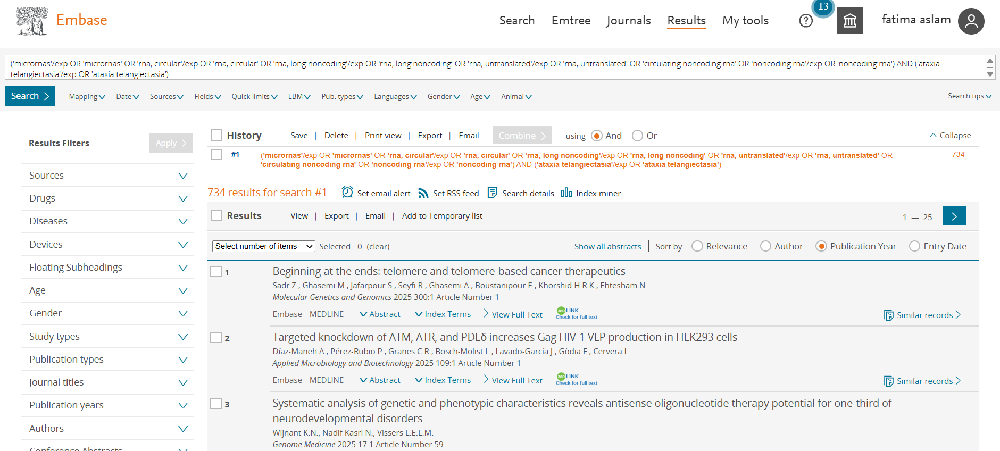 Embase
Search Emtree Journals Results My tools ? 13 fatima aslam
('micrornas'/exp OR 'micrornas' OR 'rna, circular'/exp OR 'rna, circular' OR 'rna, long noncoding'/exp OR 'rna, long noncoding' OR 'rna, untranslated'/exp OR 'rna, untranslated' OR 'circulating noncoding rna' OR 'noncoding rna'/exp OR 'noncoding rna') AND ('ataxia
telangiectasia'/exp OR 'ataxia telangiectasia')
Search Mapping Date Sources Fields Quick limits EBM Pub. types Languages Gender Age Animal Search tips
Results Filters Apply
Sources
Drugs
Diseases
Devices
Floating Subheadings
Age
Gender
Study types
Publication types
Journal titles
Publication years
Authors
Conference Abstracts
History Save | Delete | Print view | Export | Email Combine using And Or Collapse
#1 ('micrornas'/exp OR 'micrornas' OR 'rna, circular'/exp OR 'rna, circular' OR 'rna, long noncoding'/exp OR 'rna, long noncoding' OR 'rna, untranslated'/exp OR 'rna, untranslated' OR 734
'circulating noncoding rna' OR 'noncoding rna'/exp OR 'noncoding rna') AND ('ataxia telangiectasia'/exp OR 'ataxia telangiectasia')
734 results for search #1 Set email alert Set RSS feed Search details Index miner
Results View | Export | Email | Add to Temporary list 1 — 25
Select number of items Selected: 0 (clear) Show all abstracts | Sort by: Relevance Author Publication Year Entry Date
1 Beginning at the ends: telomere and telomere-based cancer therapeutics
Sadr Z., Ghasemi M., Jafarpour S., Seyfi R., Ghasemi A., Boustanipour E., Khorshid H.R.K., Ehtesham N.
Molecular Genetics and Genomics 2025 300:1 Article Number 1
Embase MEDLINE Abstract Index Terms View Full Text 360 LINK Check for full text Similar records
2 Targeted knockdown of ATM, ATR, and PDEδ increases Gag HIV-1 VLP production in HEK293 cells
Díaz-Maneh A., Pérez-Rubio P., Granes C.R., Bosch-Molist L., Lavado-García J., Gòdia F., Cervera L.
Applied Microbiology and Biotechnology 2025 109:1 Article Number 1
Embase MEDLINE Abstract Index Terms View Full Text 360 LINK Check for full text Similar records
3 Systematic analysis of genetic and phenotypic characteristics reveals antisense oligonucleotide therapy potential for one-third of
neurodevelopmental disorders
Wijnant K.N., Nadif Kasri N., Vissers L.E.L.M.
Genome Medicine 2025 17:1 Article Number 59